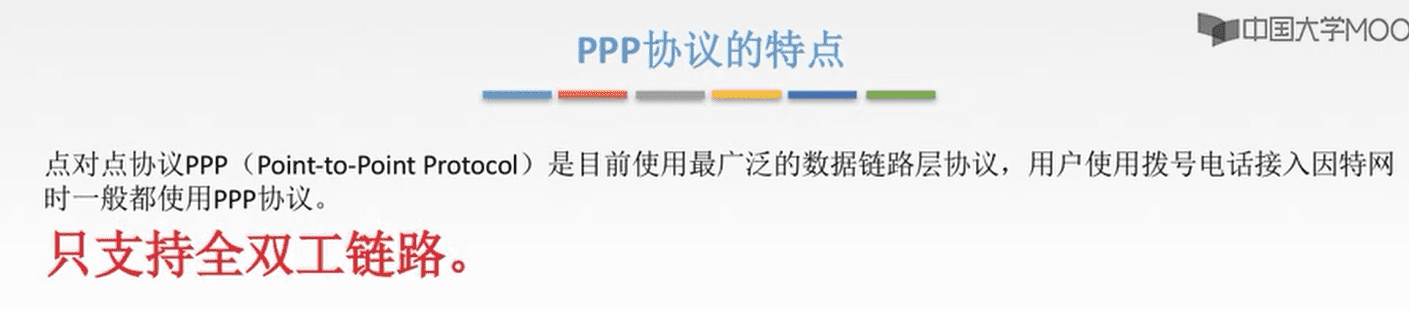 中国大学MOO
PPP协议的特点
点对点协议PPP（Point-to-Point Protocol）是目前使用最广泛的数据链路层协议，用户使用拨号电话接入因特网
时一般都使用PPP协议。
只支持全双工链路。